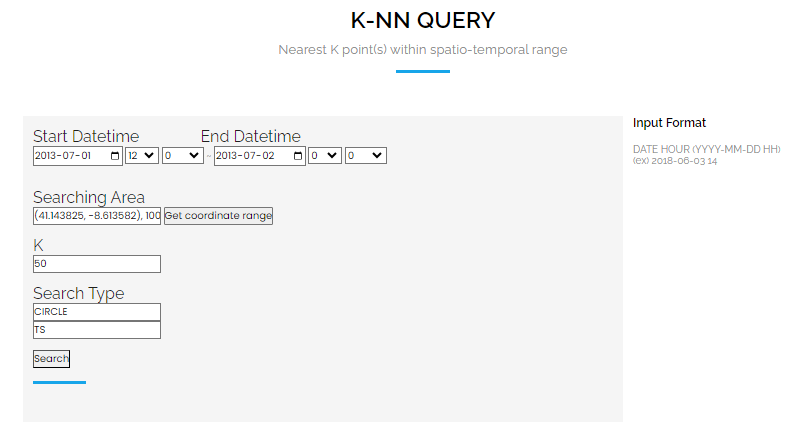 K-NN QUERY
Nearest K point(s) within spatio-temporal range
Start Datetime End Datetime
2013-07-01 12 0 - 2013-07-02 0 0
Input Format
DATE HOUR (YYYY-MM-DD HH)
(ex) 2018-06-03 14
Searching Area
(41.143825, -8.613582), 100 Get coordinate range
K
50
Search Type
CIRCLE
TS
Search